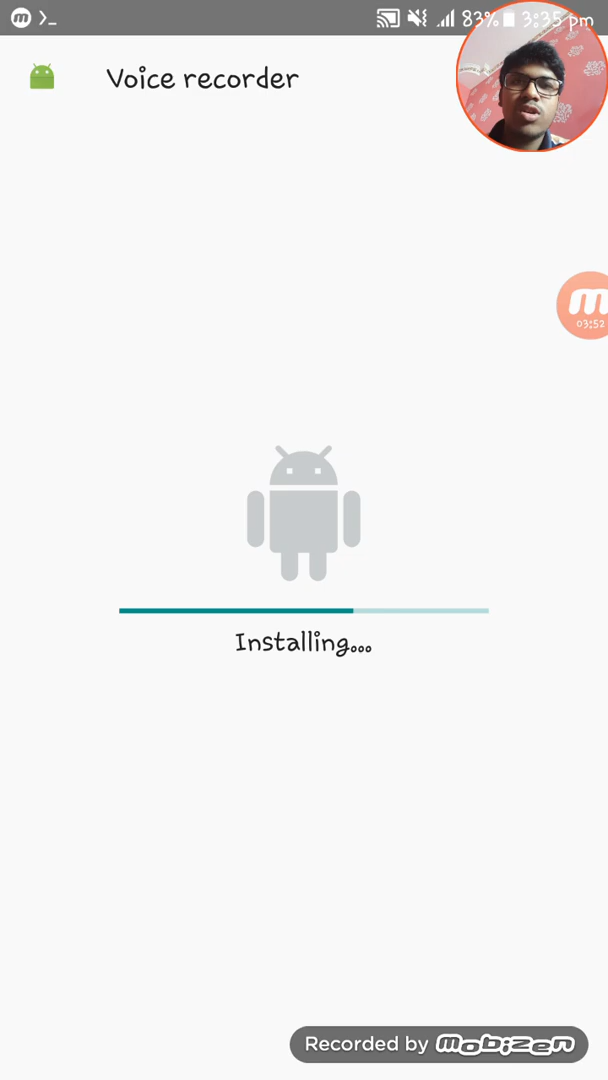 m >_ 83% 3:35 pm
Voice recorder
m
03:52
Installing...
Recorded by mobizen